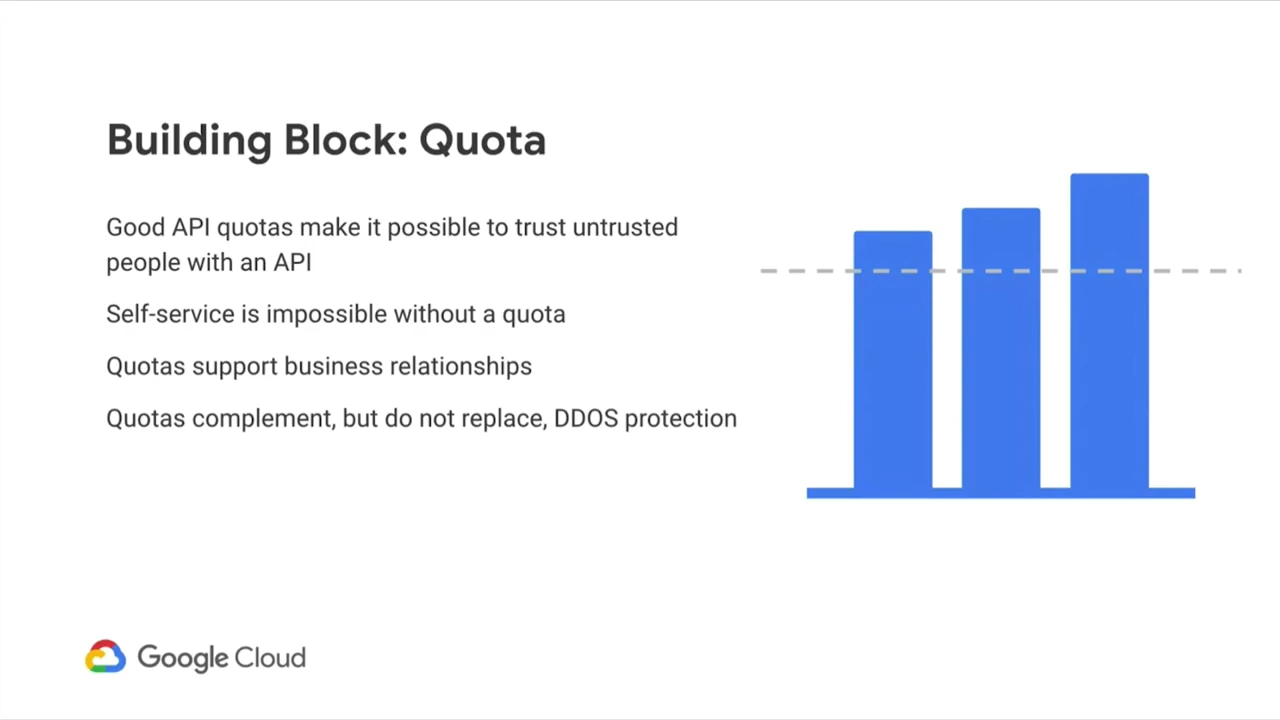 Building Block: Quota
Good API quotas make it possible to trust untrusted
people with an API
Self-service is impossible without a quota
Quotas support business relationships
Quotas complement, but do not replace, DDOS protection
Google Cloud